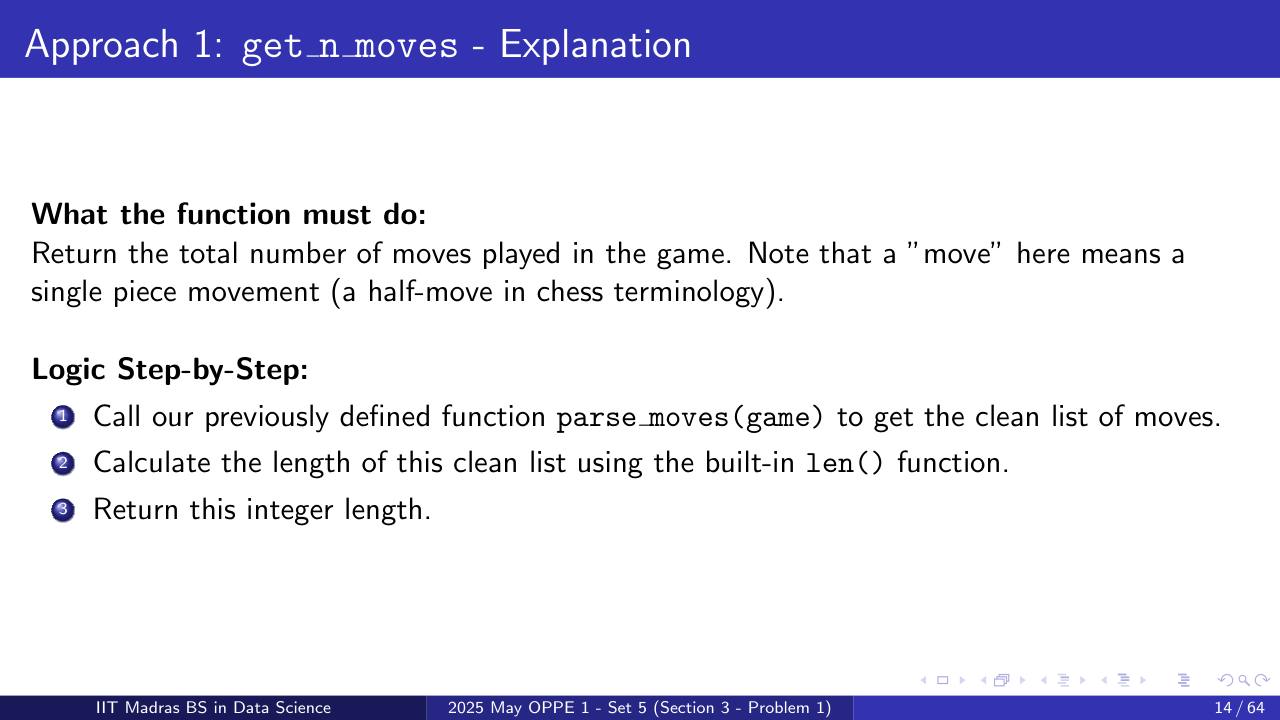 Approach 1: get_n_moves - Explanation
What the function must do:
Return the total number of moves played in the game. Note that a ”move” here means a
single piece movement (a half-move in chess terminology).
Logic Step-by-Step:
1 Call our previously defined function parse_moves(game) to get the clean list of moves.
2 Calculate the length of this clean list using the built-in len() function.
3 Return this integer length.
IIT Madras BS in Data Science 2025 May OPPE 1 - Set 5 (Section 3 - Problem 1) 14 / 64